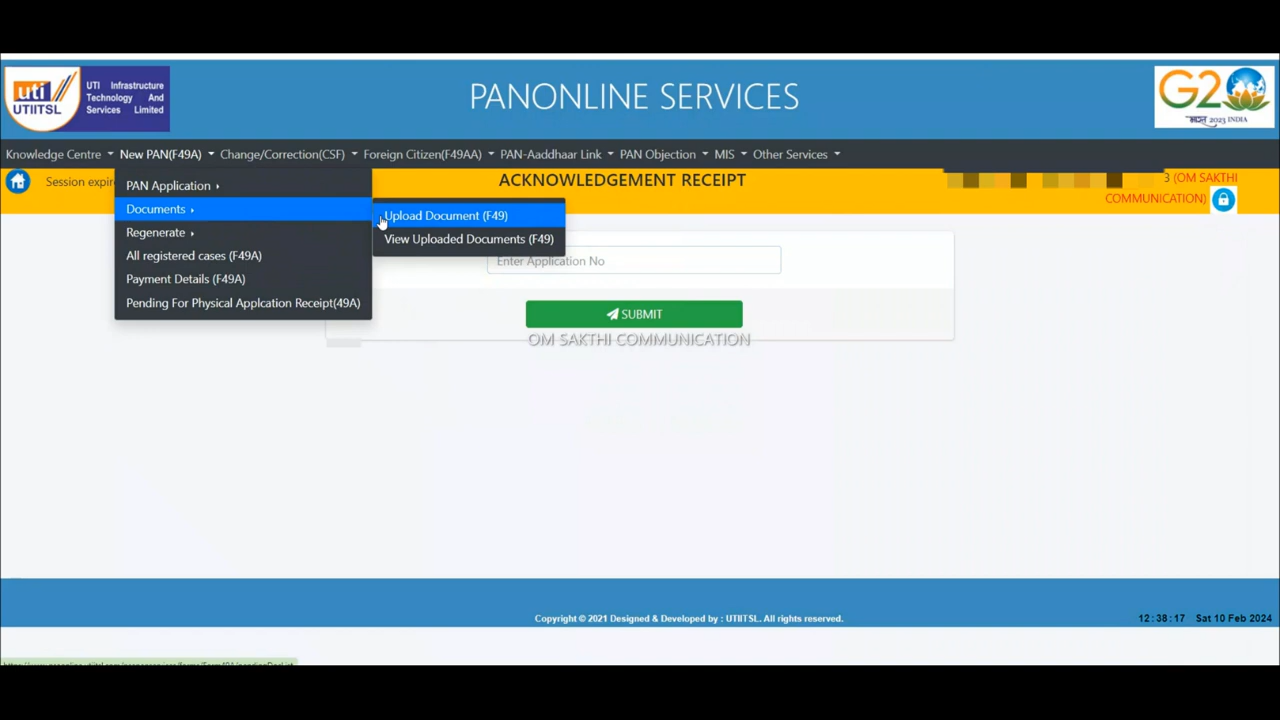 uti
UTIITSL
UTI Infrastructure
Technology And
Services Limited
PANONLINE SERVICES
G2
भारत 2023 INDIA
Knowledge Centre
New PAN(F49A)
Change/Correction(CSF)
Foreign Citizen(F49AA)
PAN-Aaddhaar Link
PAN Objection
MIS
Other Services
Session expir
ACKNOWLEDGEMENT RECEIPT
3 (OM SAKTHI
COMMUNICATION)
PAN Application
Documents
Regenerate
All registered cases (F49A)
Payment Details (F49A)
Pending For Physical Applcation Receipt(49A)
Upload Document (F49)
View Uploaded Documents (F49)
Enter Application No
SUBMIT
OM SAKTHI COMMUNICATION
Copyright © 2021 Designed & Developed by : UTIITSL. All rights reserved.
12 : 38 : 17 Sat 10 Feb 2024